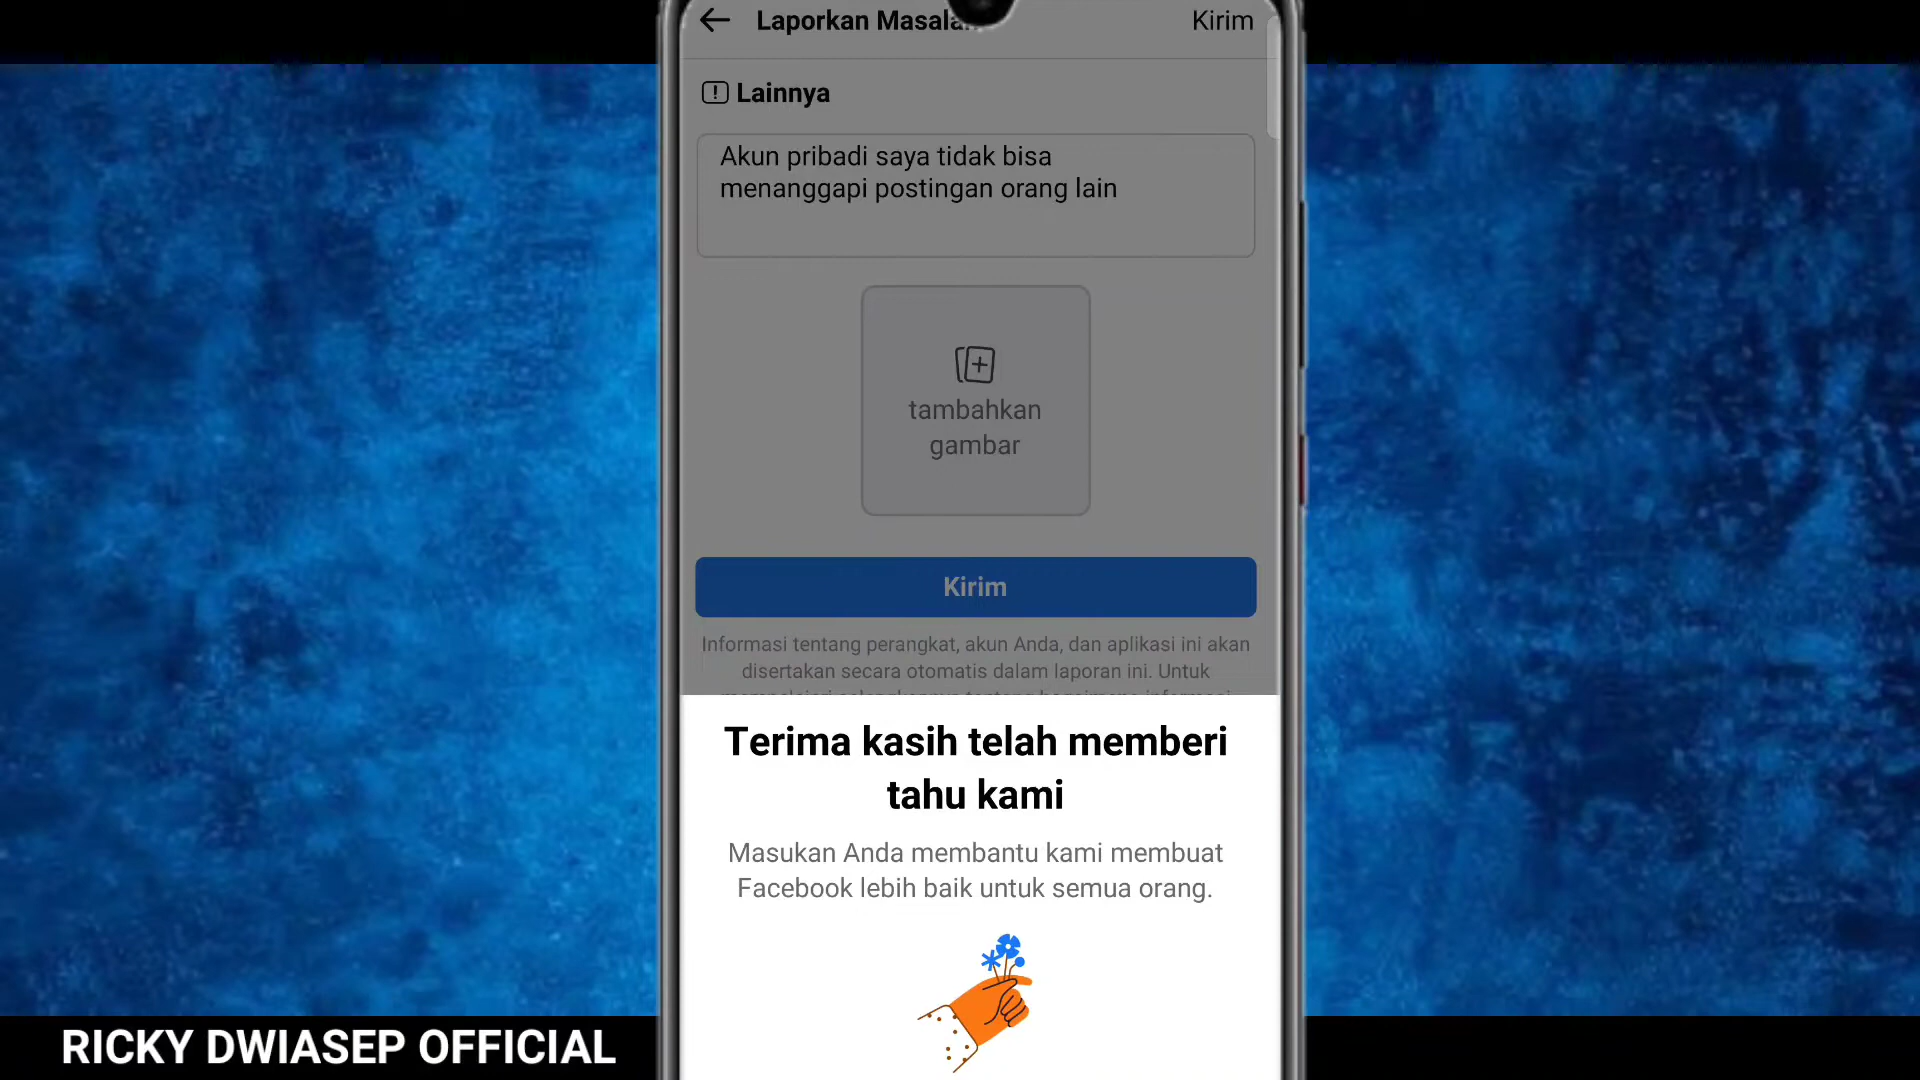 Laporkan Masala
Kirim
Lainnya
Akun pribadi saya tidak bisa
menanggapi postingan orang lain
tambahkan
gambar
Kirim
Informasi tentang perangkat, akun Anda, dan aplikasi ini akan
disertakan secara otomatis dalam laporan ini. Untuk
Terima kasih telah memberi
tahu kami
Masukan Anda membantu kami membuat
Facebook lebih baik untuk semua orang.
RICKY DWIASEP OFFICIAL